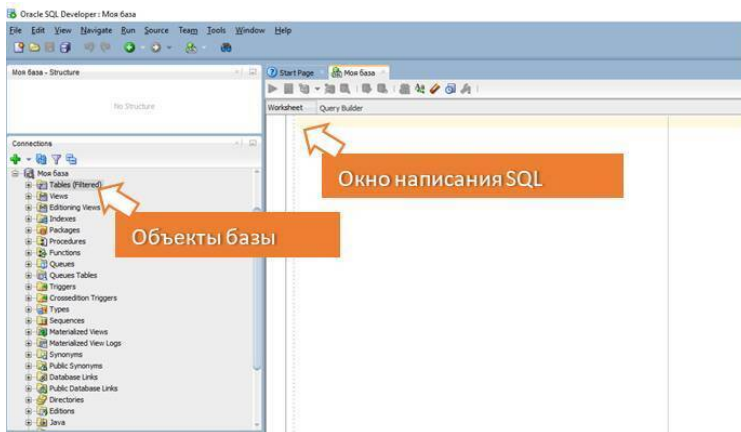 Oracle SQL Developer : Моя база
File Edit View Navigate Run Source Team Tools Window Help
Моя база - Structure
Start Page
Моя база
No Structure
Worksheet
Query Builder
Connections
Моя база
Tables (Filtered)
Views
Editioning Views
Indexes
Packages
Procedures
Functions
Queues
Queues Tables
Triggers
Crossedition Triggers
Types
Sequences
Materialized Views
Materialized View Logs
Synonyms
Public Synonyms
Database Links
Public Database Links
Directories
Editions
Java
Окно написания SQL
Объекты базы